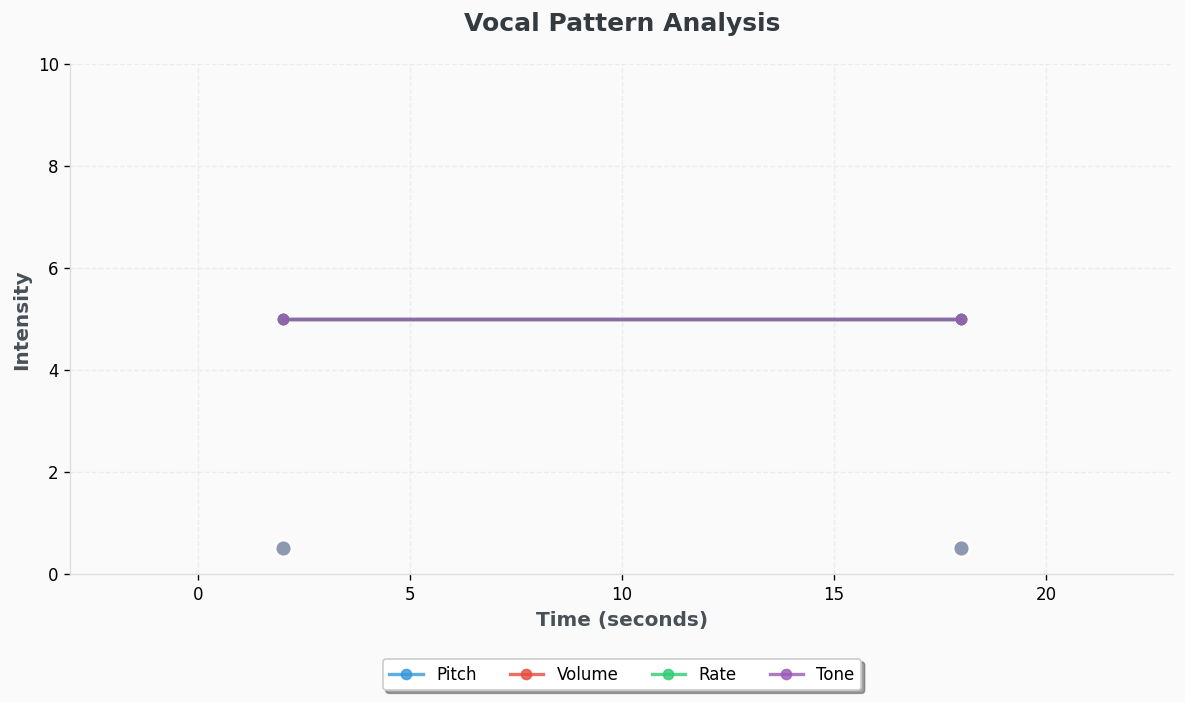 Vocal Pattern Analysis
10
8
6
4
2
0
Intensity
0 5 10 15 20
Time (seconds)
Pitch Volume Rate Tone